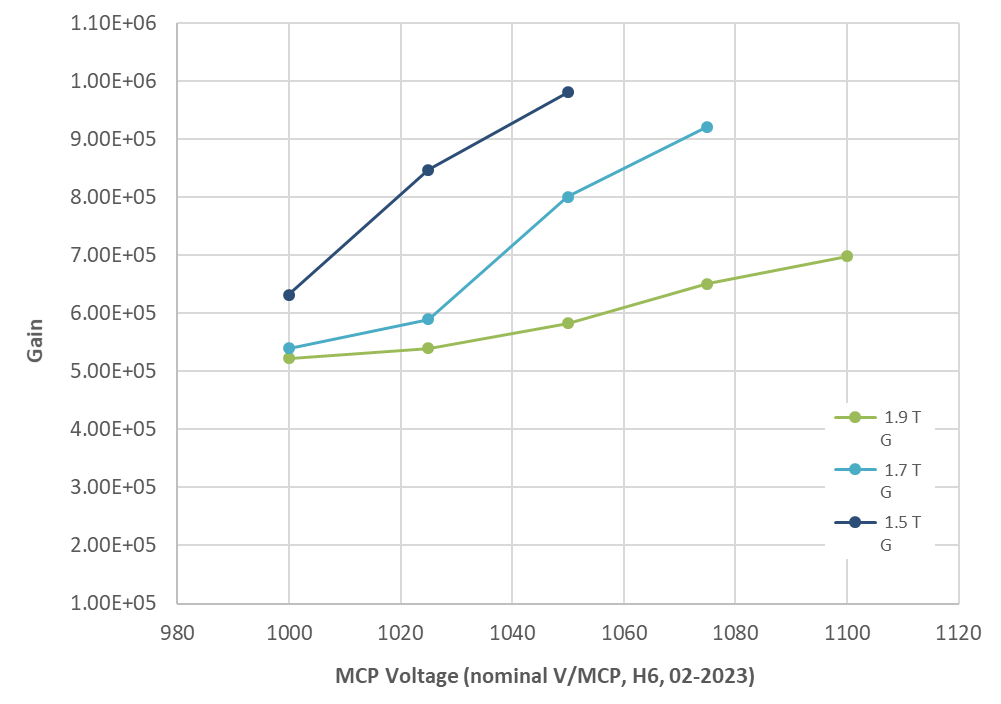 1.10E+06
1.00E+06
9.00E+05
8.00E+05
7.00E+05
6.00E+05
5.00E+05
4.00E+05
3.00E+05
2.00E+05
1.00E+05
Gain
1.9 T
G
1.7 T
G
1.5 T
G
980 1000 1020 1040 1060 1080 1100 1120
MCP Voltage (nominal V/MCP, H6, 02-2023)